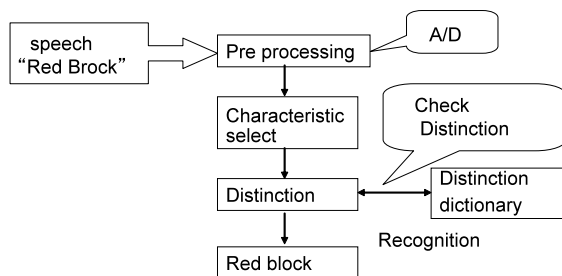 speech
“Red Brock”
Pre processing
A/D
Characteristic
select
Check
Distinction
Distinction
Distinction
dictionary
Recognition
Red block